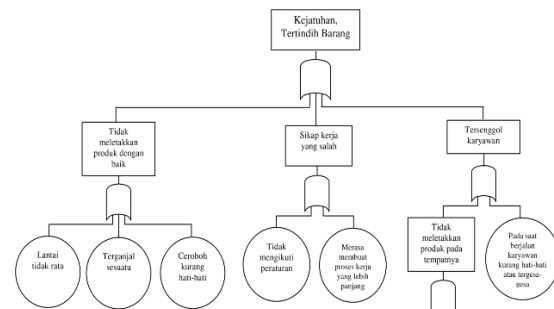 Kejatuhan,
Tertindih Barang
Tidak
meletakkan
produk dengan
baik
Sikap kerja
yang salah
Tersenggol
karyawan
Lantai
tidak rata
Terganjal
sesuatu
Ceroboh
kurang
hati-hati
Tidak
mengikuti
peraturan
Merasa
membuat
proses kerja
yang lebih
panjang
Tidak
meletakkan
produk pada
tempatnya
Pada saat
berjalan
karyawan
kurang hati-hati
atau tergesa-
gesa